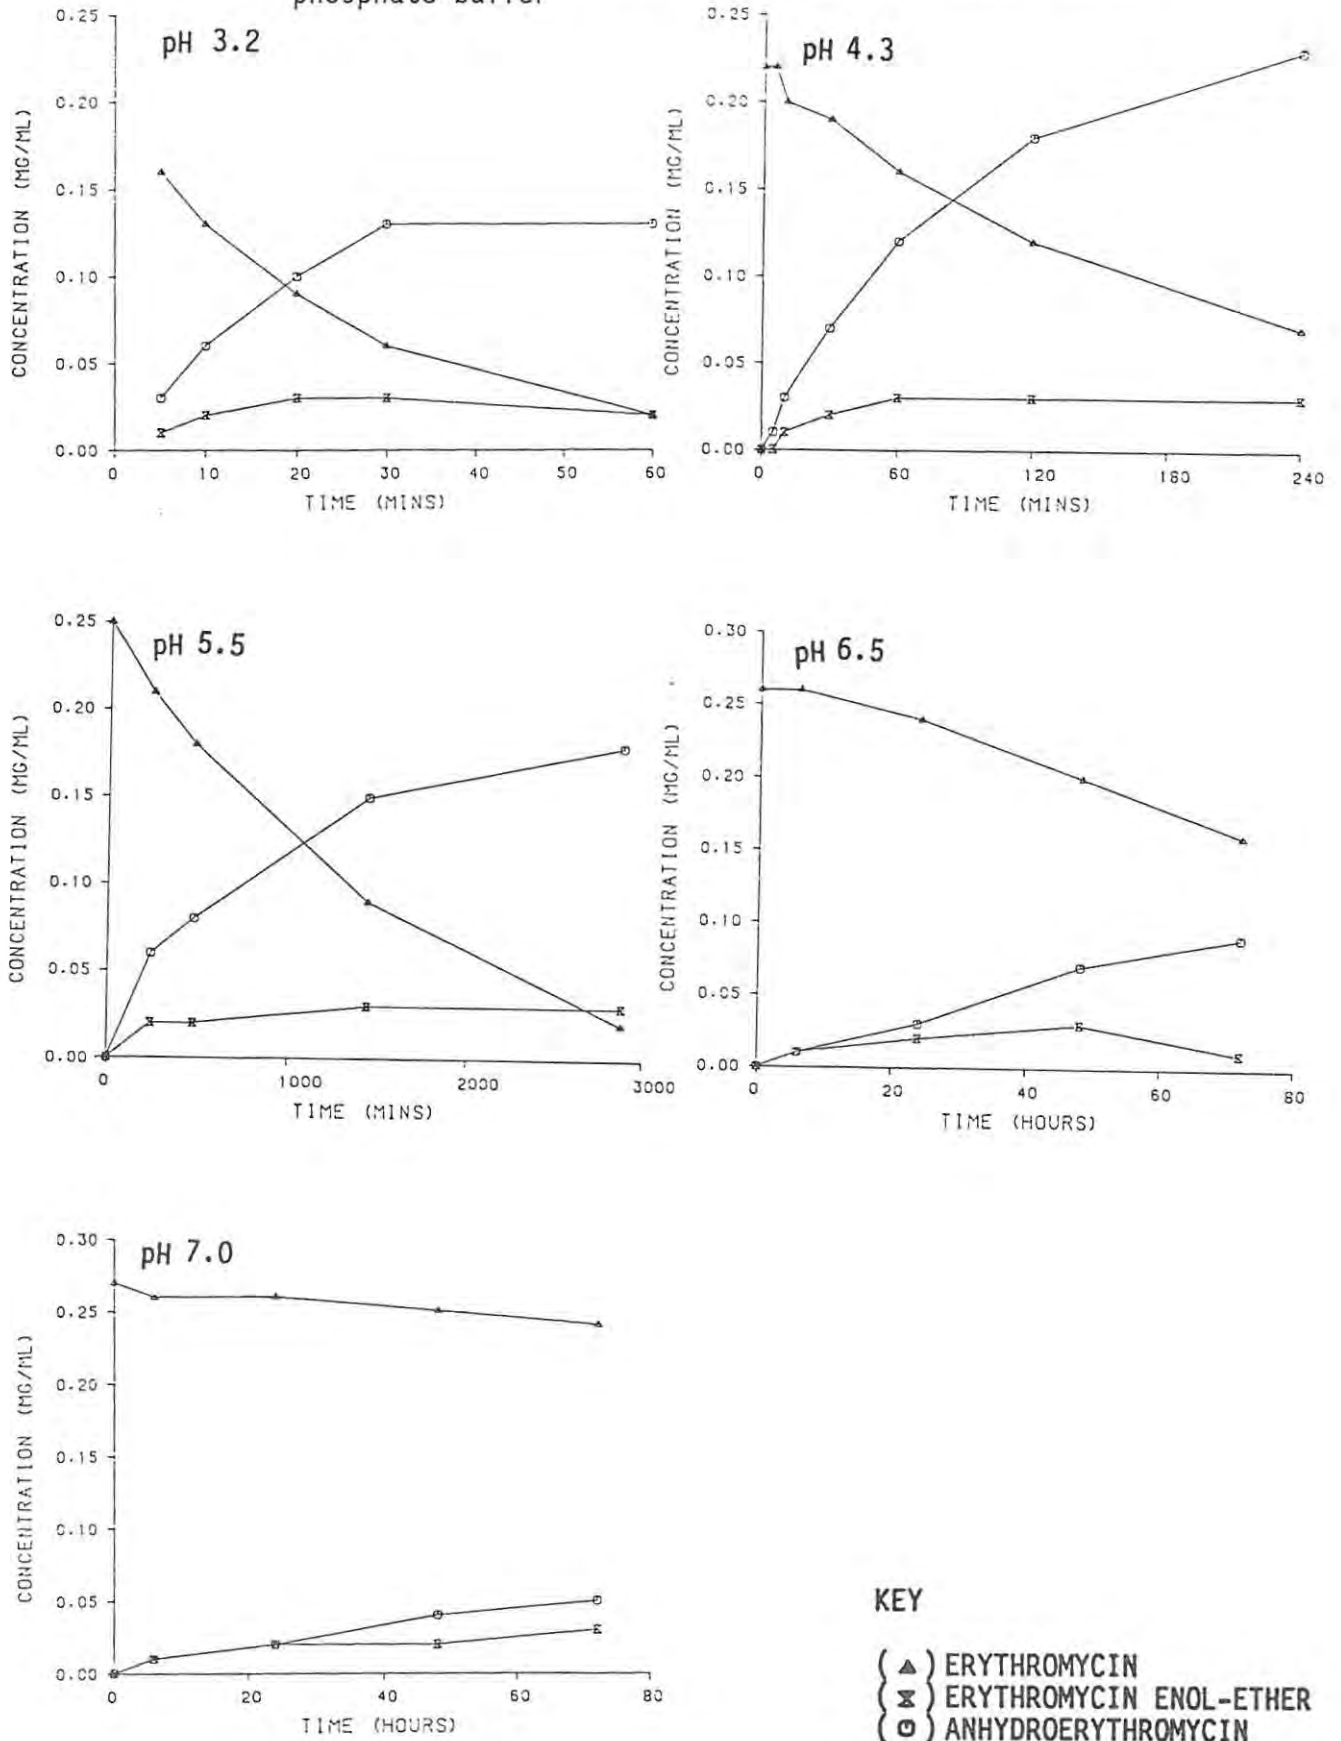 phosphate buffer
pH 3.2
0.25
0.20
0.15
0.10
0.05
0.00
CONCENTRATION (MG/ML)
0 10 20 30 40 50 60
TIME (MINS)
pH 4.3
0.25
0.20
0.15
0.10
0.05
0.00
CONCENTRATION (MG/ML)
0 60 120 180 240
TIME (MINS)
pH 5.5
0.25
0.20
0.15
0.10
0.05
0.00
CONCENTRATION (MG/ML)
0 1000 2000 3000
TIME (MINS)
pH 6.5
0.30
0.25
0.20
0.15
0.10
0.05
0.00
CONCENTRATION (MG/ML)
0 20 40 60 80
TIME (HOURS)
pH 7.0
0.30
0.25
0.20
0.15
0.10
0.05
0.00
CONCENTRATION (MG/ML)
0 20 40 60 80
TIME (HOURS)
KEY
( ) ERYTHROMYCIN
( ) ERYTHROMYCIN ENOL-ETHER
( ) ANHYDROERYTHROMYCIN